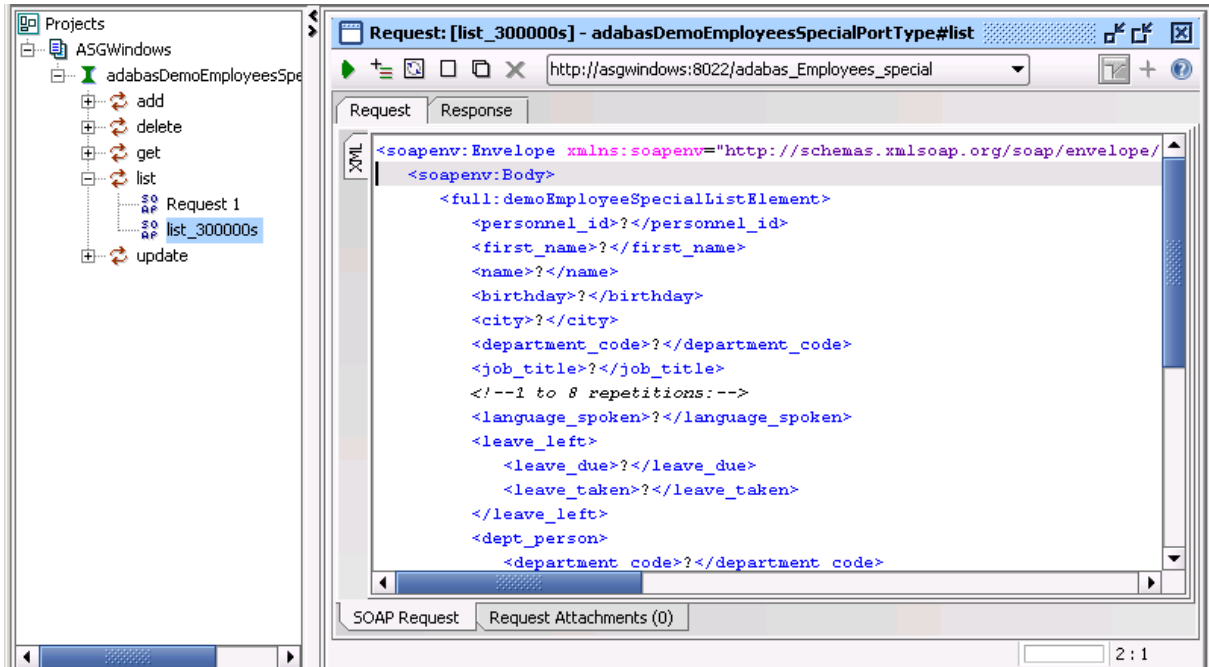 Projects
ASGWindows
adabasDemoEmployeesSpe
add
delete
get
list
SOAP Request 1
SOAP list_300000s
update
Request: [list_300000s] - adabasDemoEmployeesSpecialPortType#list
http://asgwindows:8022/adabas_Employees_special
Request Response
XML
<soapenv:Envelope xmlns:soapenv="http://schemas.xmlsoap.org/soap/envelope/
<soapenv:Body>
<full:demoEmployeeSpecialListElement>
<personnel_id>?</personnel_id>
<first_name>?</first_name>
<name>?</name>
<birthday>?</birthday>
<city>?</city>
<department_code>?</department_code>
<job_title>?</job_title>
<!--1 to 8 repetitions:-->
<language_spoken>?</language_spoken>
<leave_left>
<leave_due>?</leave_due>
<leave_taken>?</leave_taken>
</leave_left>
<dept_person>
<department_code>?</department_code>
SOAP Request Request Attachments (0)
2 : 1